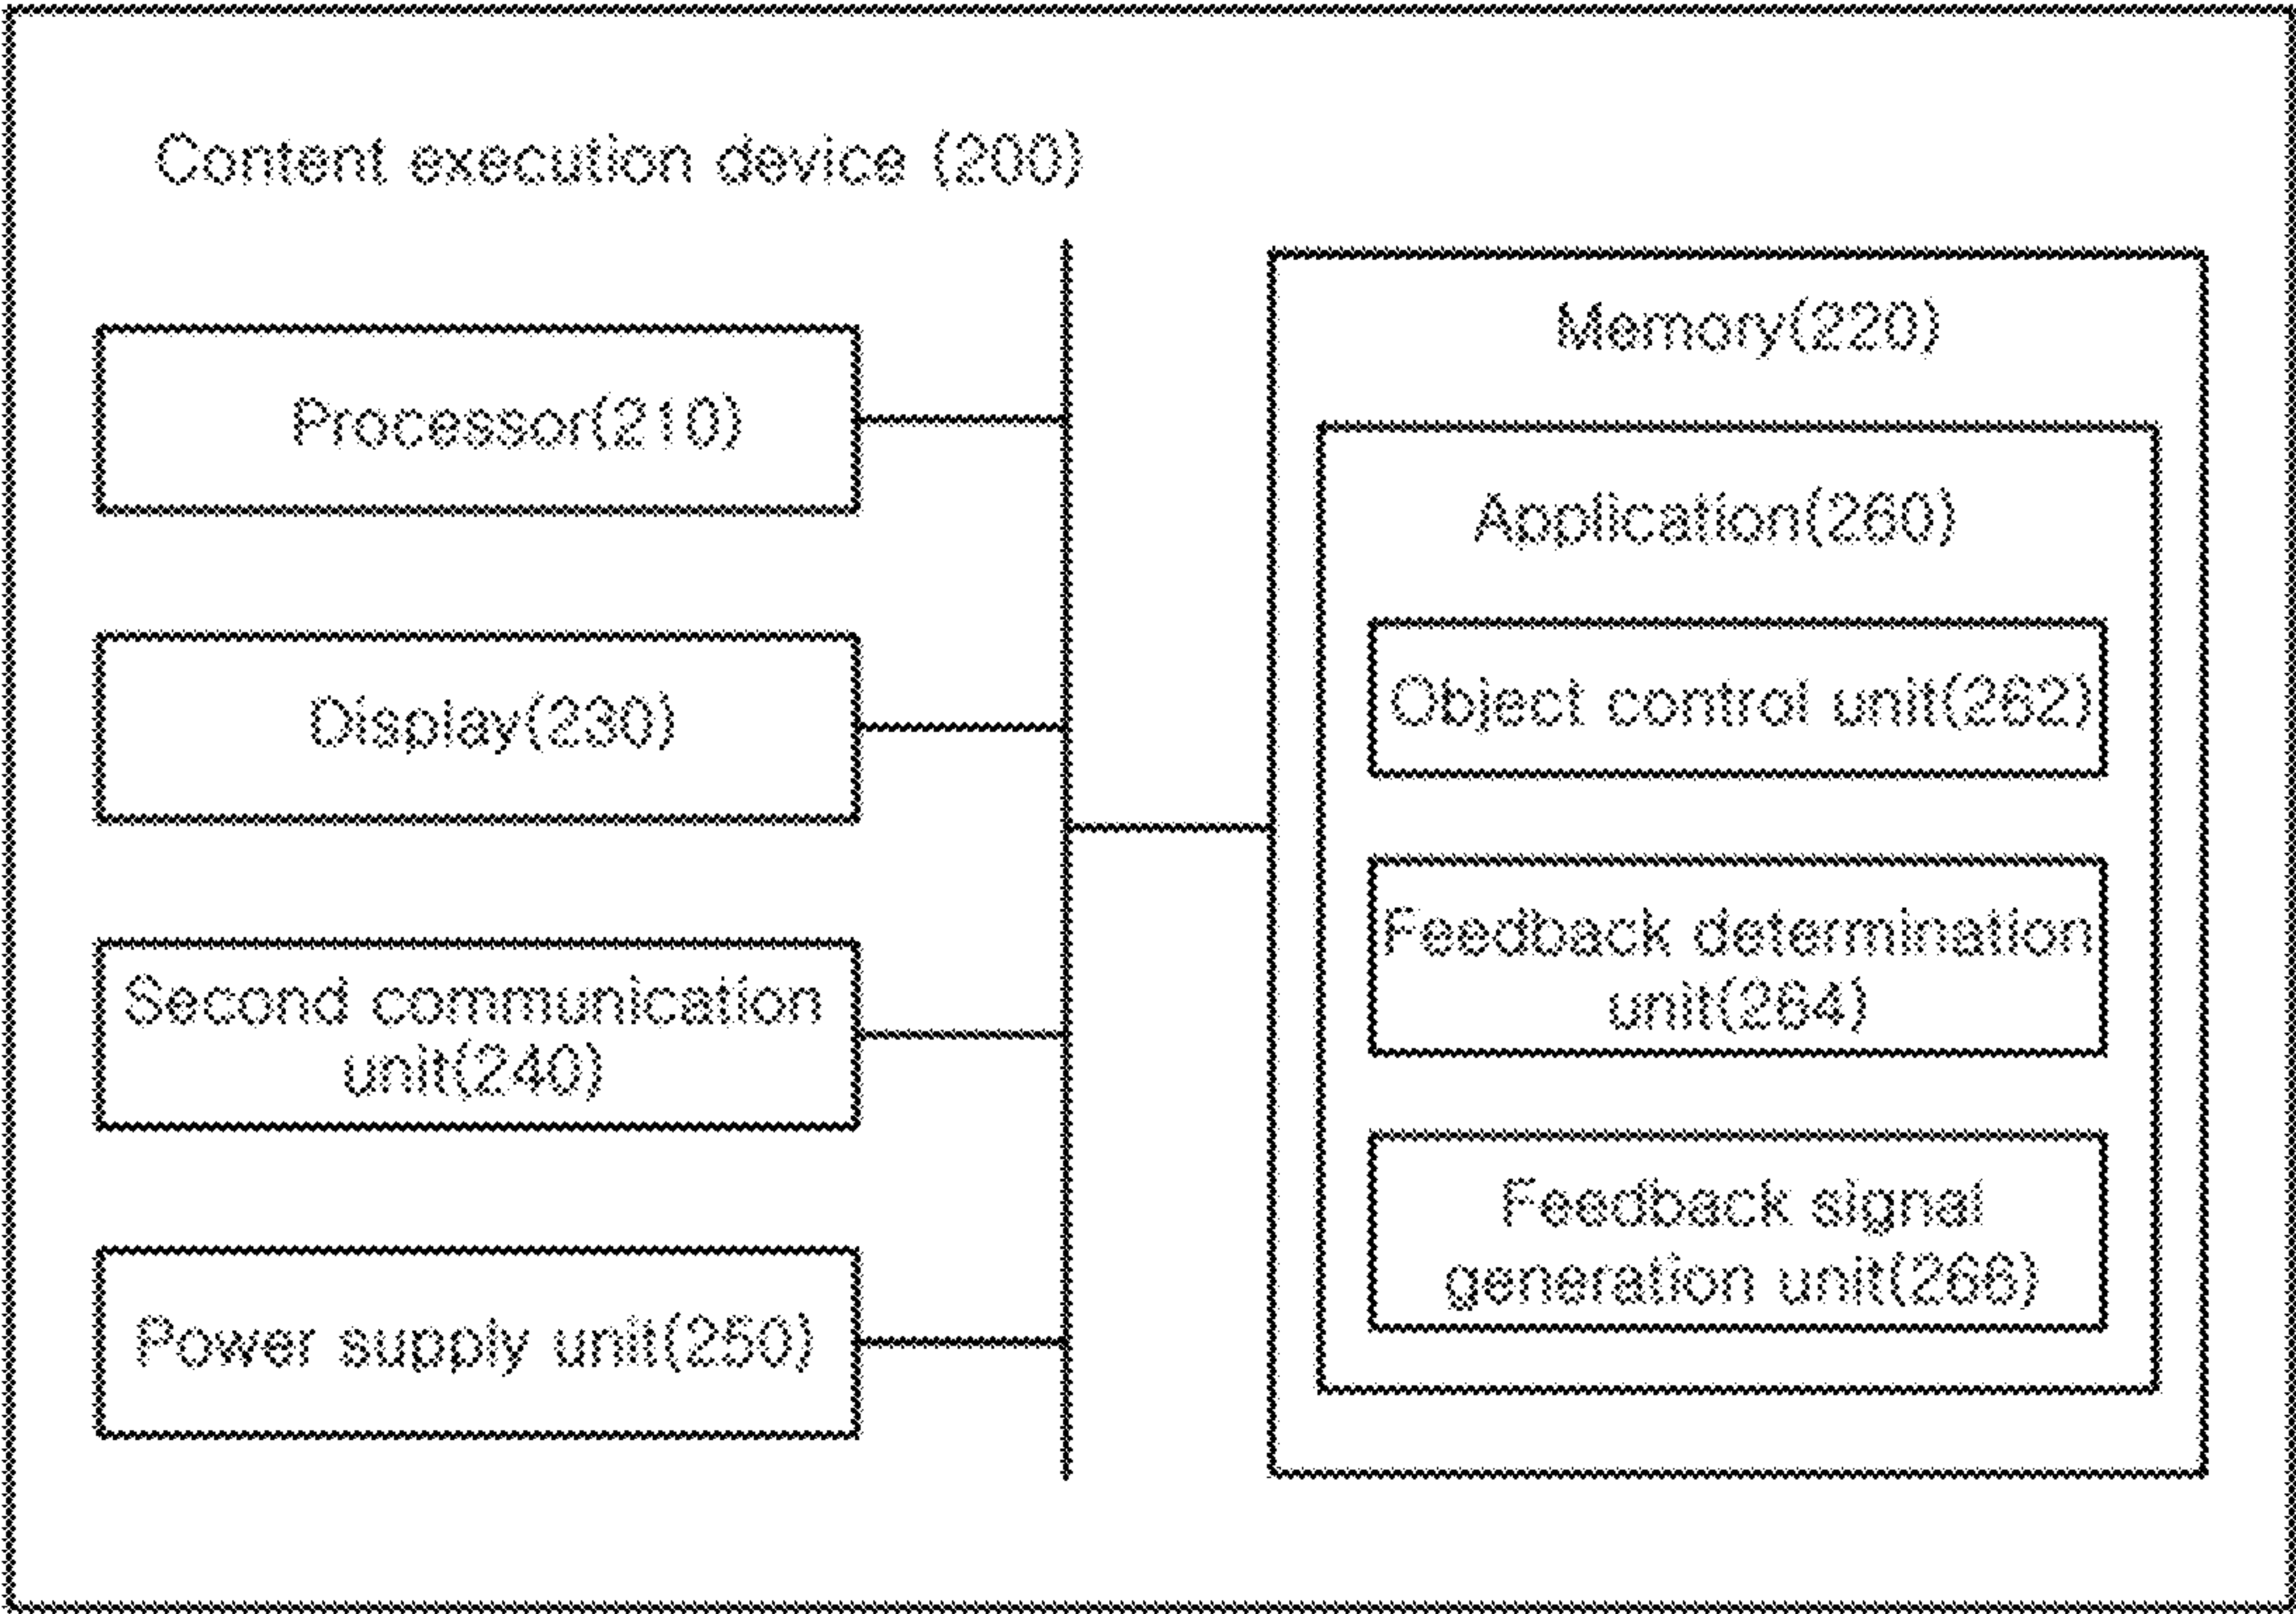 Content execution device (200)
Processor(210)
Display(230)
Second communication
unit(240)
Power supply unit(250)
Memory(220)
Application(260)
Object control unit(262)
Feedback determination
unit(264)
Feedback signal
generation unit(266)